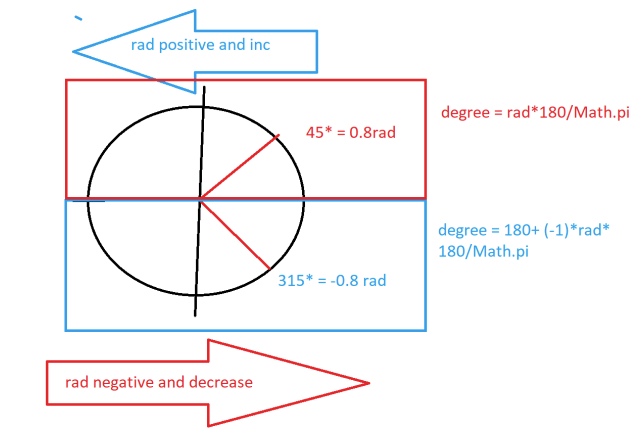 rad positive and inc
degree = rad*180/Math.pi
45* = 0.8rad
degree = 180+ (-1)*rad*
180/Math.pi
315* = -0.8 rad
rad negative and decrease